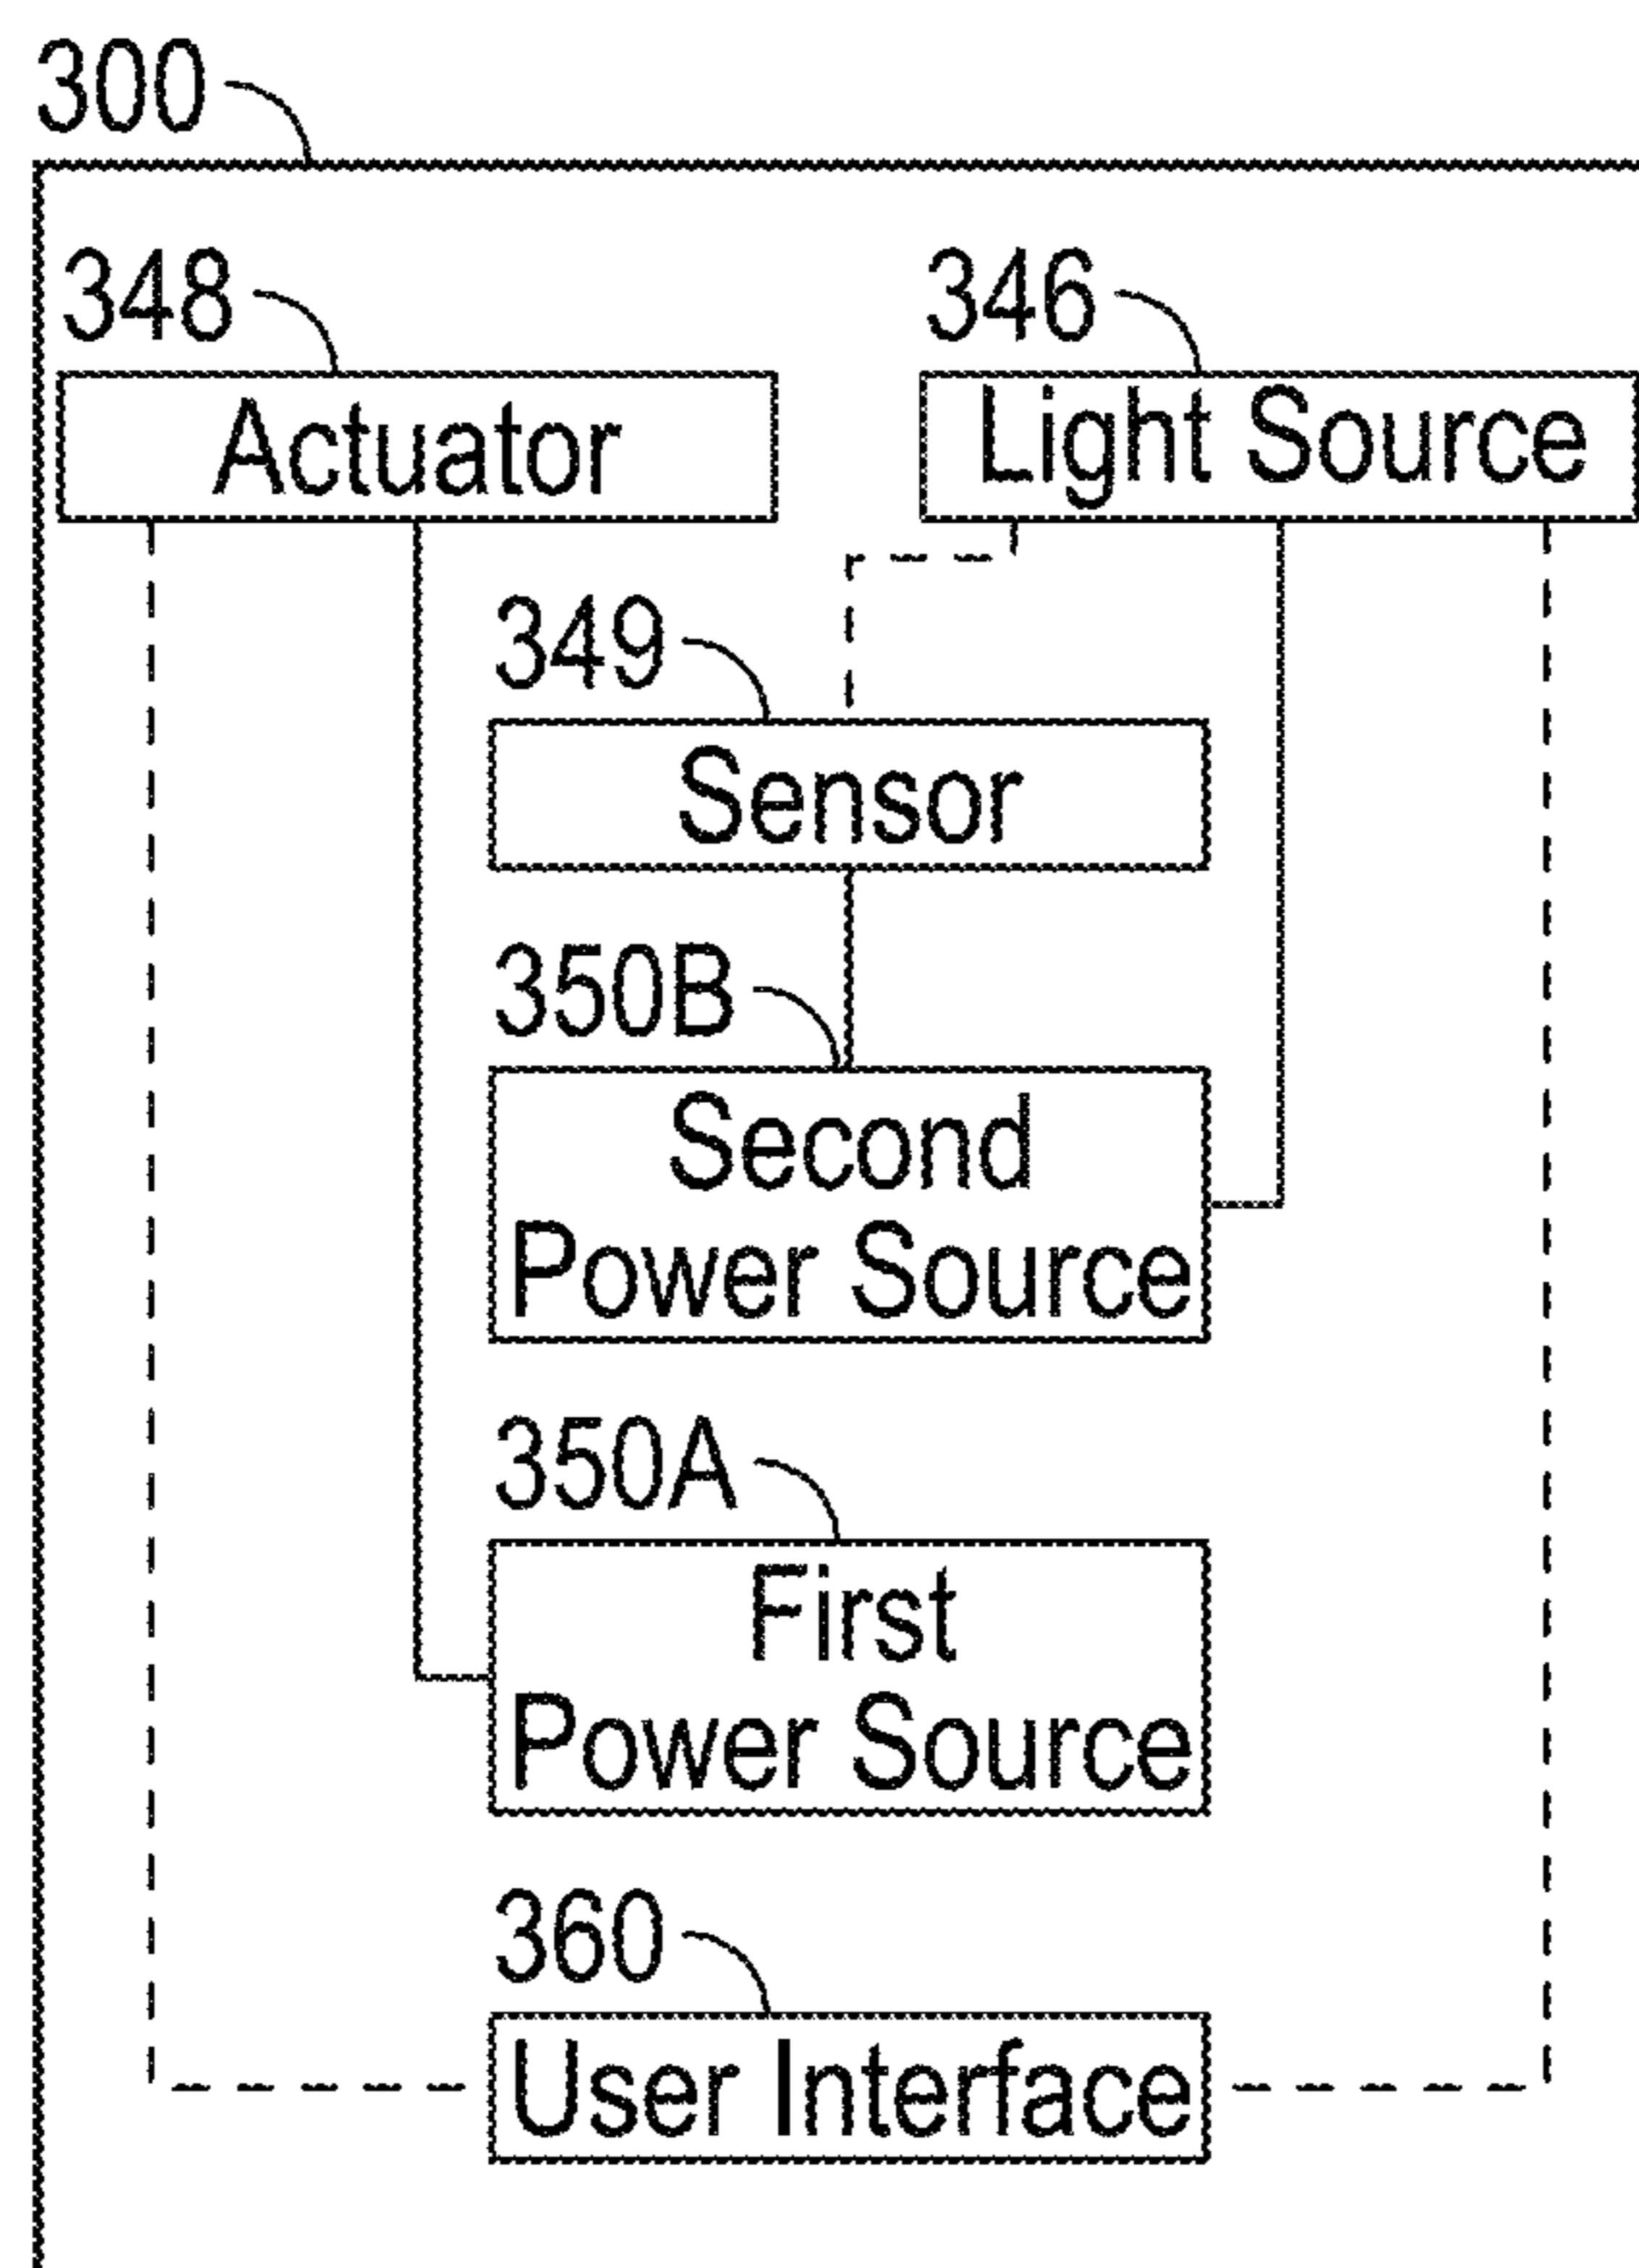 300
348
346
Actuator
Light Source
349
Sensor
350B
Second
Power Source
350A
First
Power Source
360
User Interface